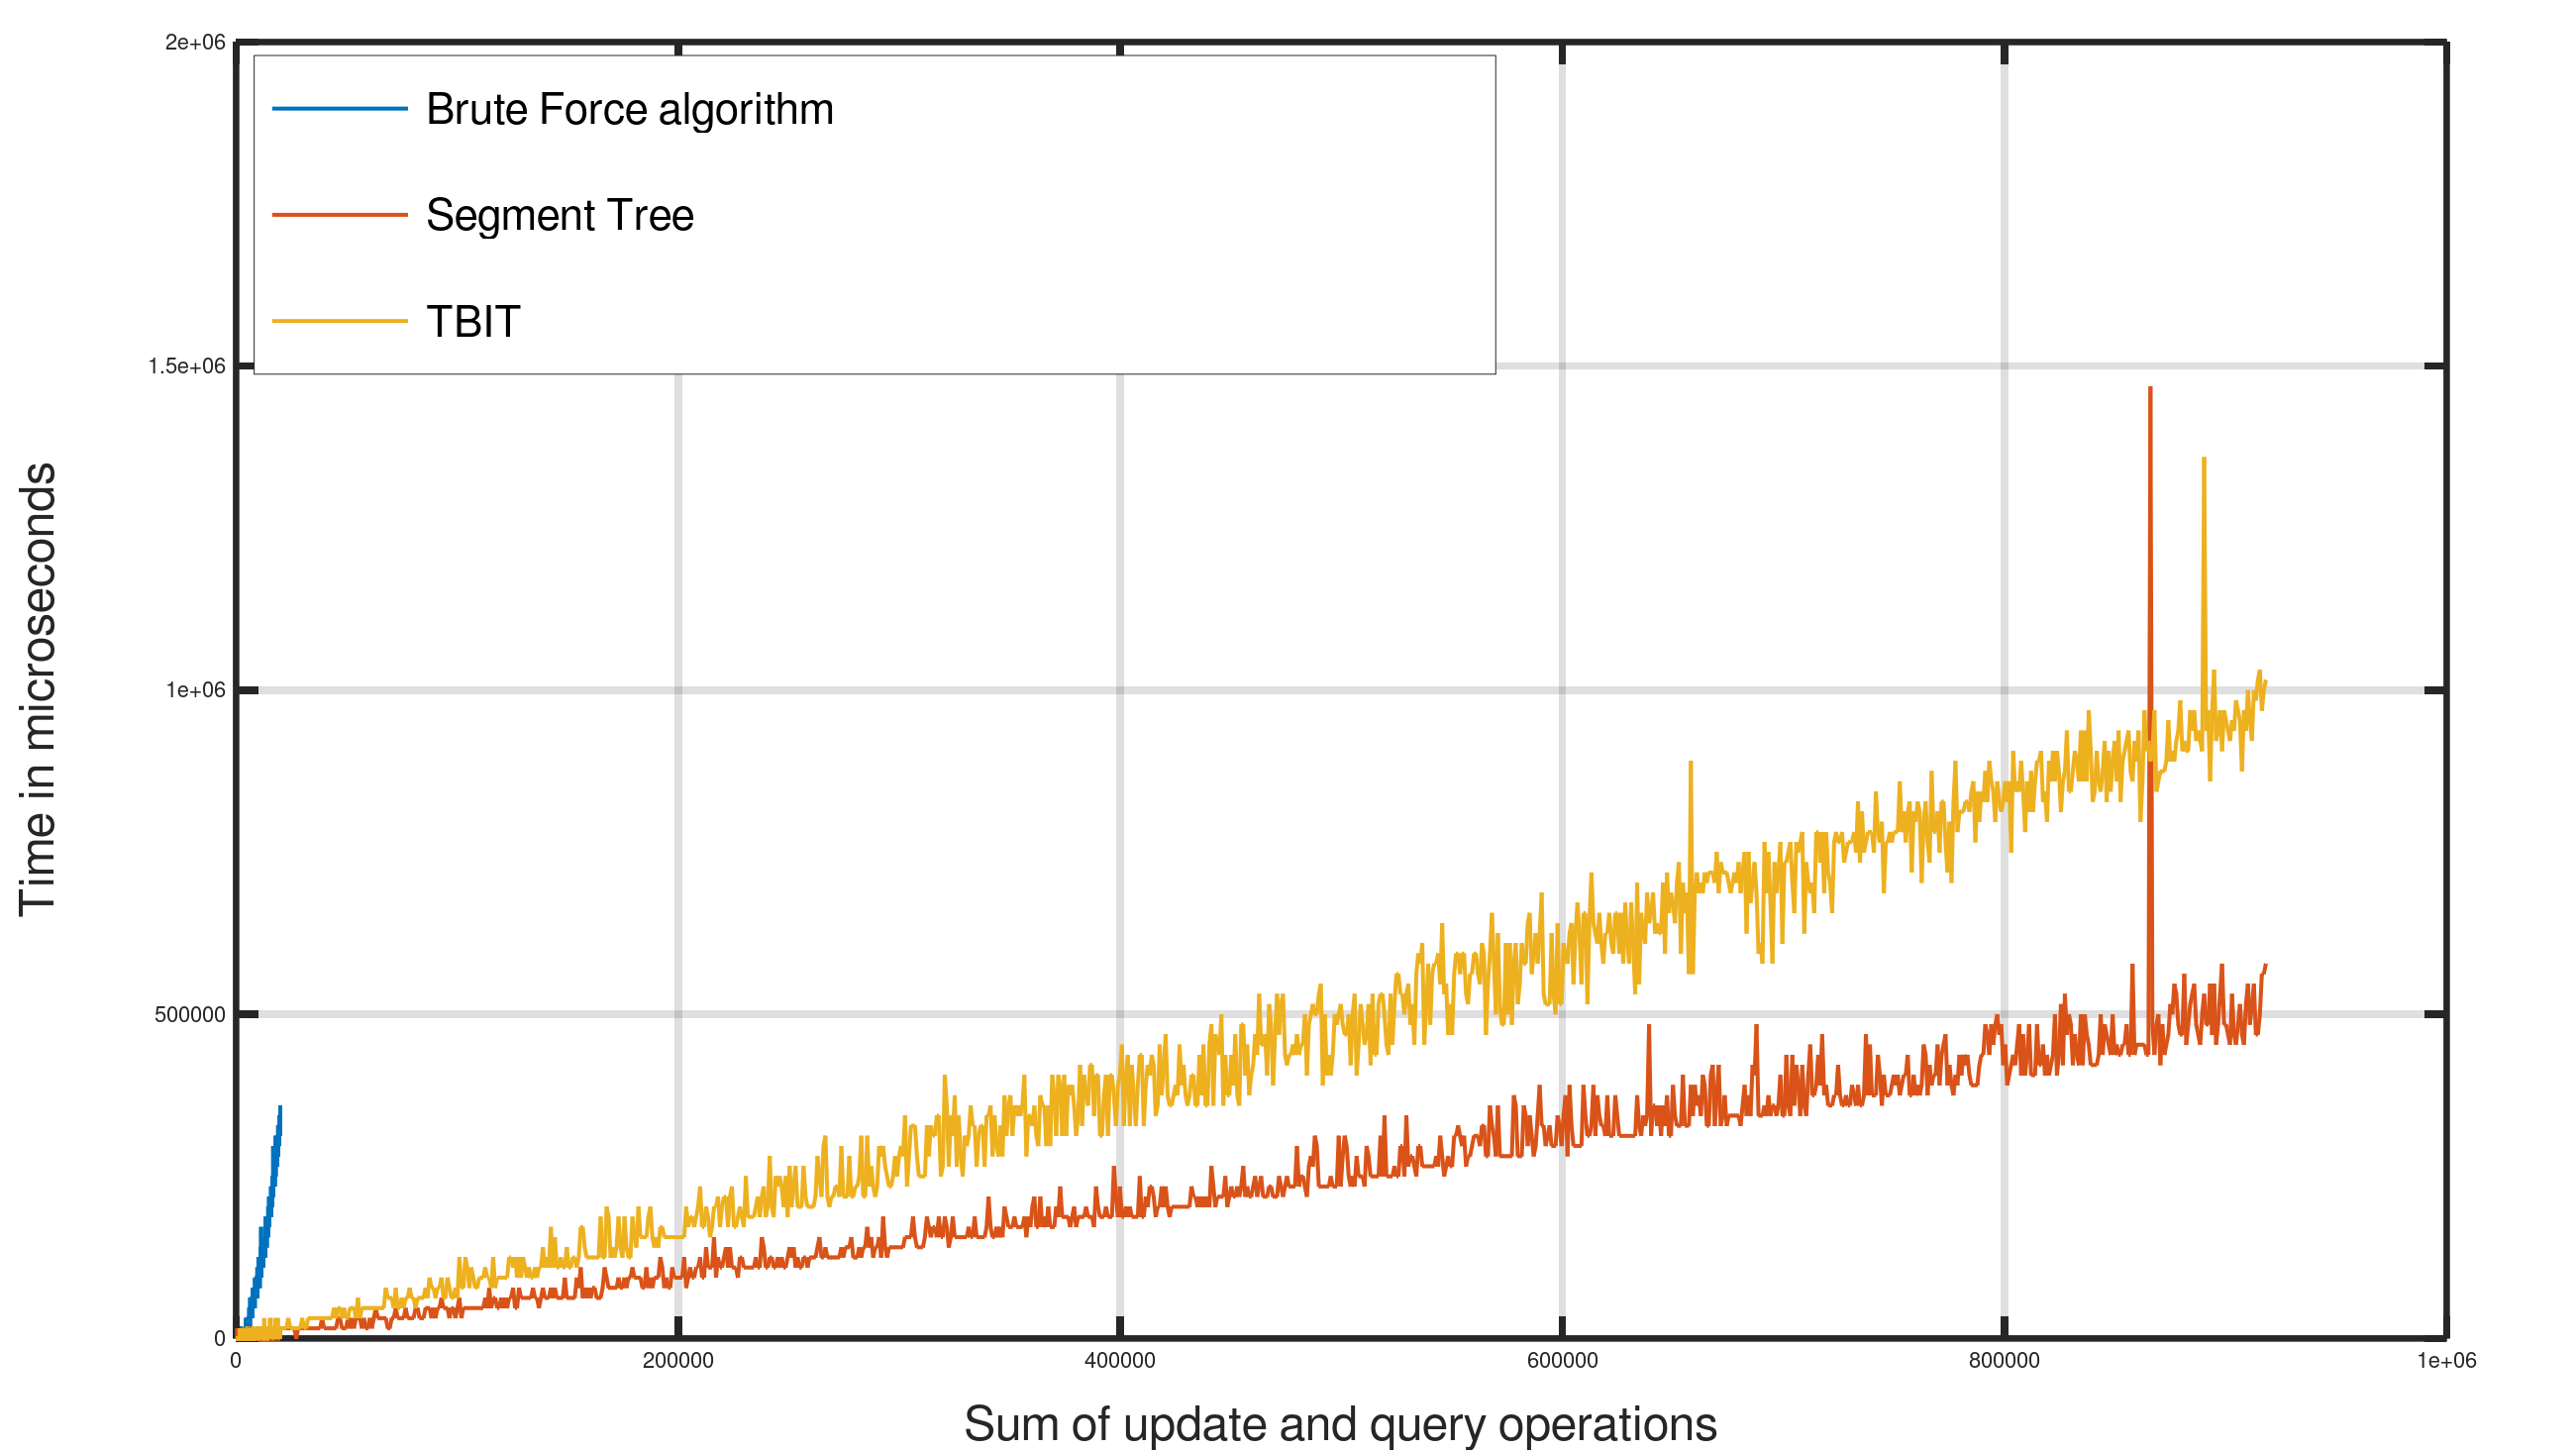 2e+06
Brute Force algorithm
Segment Tree
TBIT
1.5e+06
1e+06
500000
0
Time in microseconds
0 200000 400000 600000 800000 1e+06
Sum of update and query operations